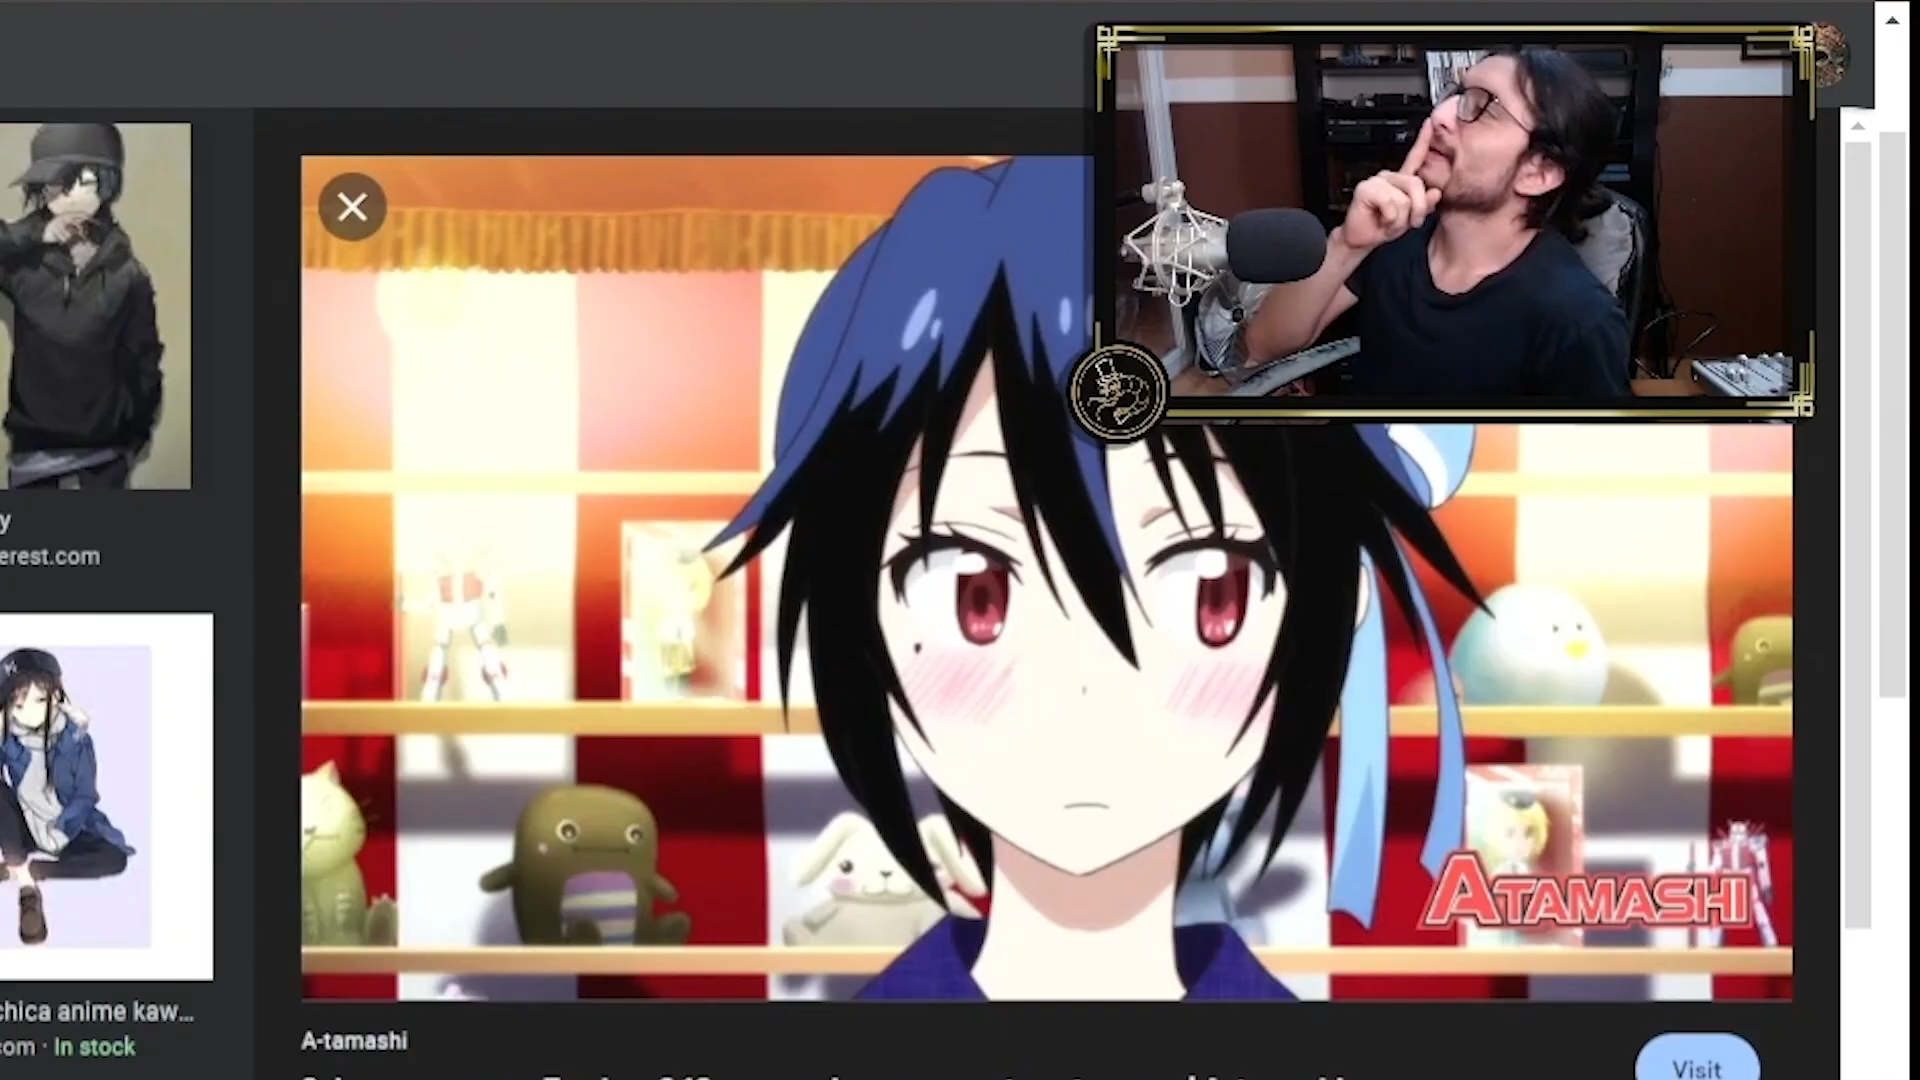 y
erest.com
chica anime kaw...
com · In stock
ATAMASHI
A-tamashi
Visit